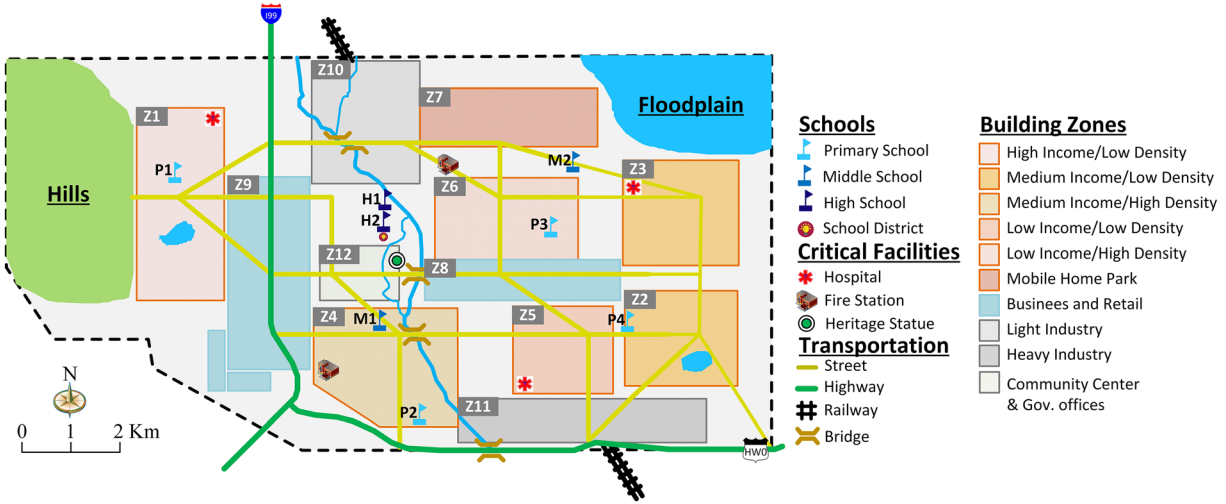 I99
Z10
Z7
Floodplain
Z1
P1
M2
Z3
Hills
Z9
H1
H2
Z6
P3
Z12
Z8
Z4
M1
Z5
Z2
P4
P2
Z11
HW0
N
0 1 2 Km
Schools
Primary School
Middle School
High School
School District
Critical Facilities
Hospital
Fire Station
Heritage Statue
Transportation
Street
Highway
Railway
Bridge
Building Zones
High Income/Low Density
Medium Income/Low Density
Medium Income/High Density
Low Income/Low Density
Low Income/High Density
Mobile Home Park
Businees and Retail
Light Industry
Heavy Industry
Community Center
& Gov. offices